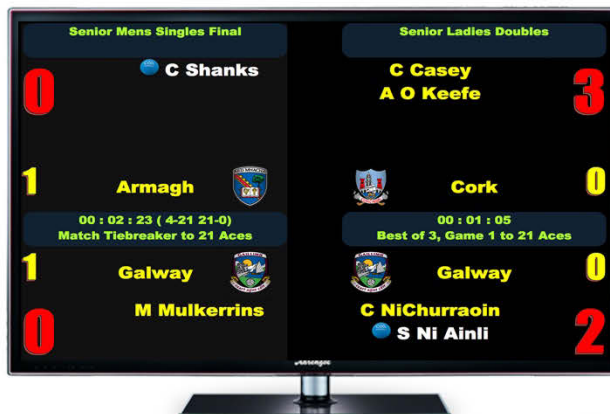 Senior Mens Singles Final
C Shanks
0
1
Armagh
00 : 02 : 23 ( 4-21 21-0)
Match Tiebreaker to 21 Aces
1
Galway
M Mulkerrins
0
Senior Ladies Doubles
C Casey
A O Keefe
3
Cork
0
00 : 01 : 05
Best of 3, Game 1 to 21 Aces
Galway
0
C NiChurraoin
S Ni Ainli
2